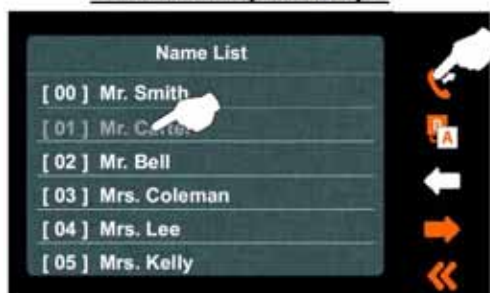 Name List
[ 00 ] Mr. Smith
[ 01 ] Mr.
[ 02 ] Mr. Bell
[ 03 ] Mrs. Coleman
[ 04 ] Mrs. Lee
[ 05 ] Mrs. Kelly
A